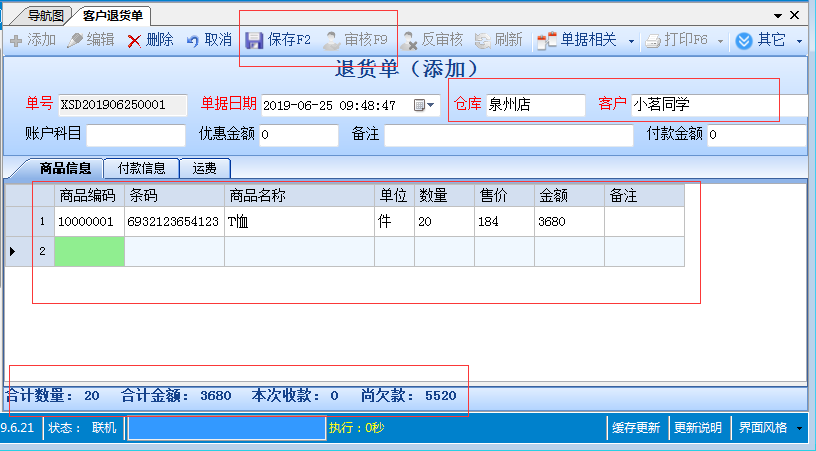 导航图 客户退货单
添加 编辑 删除 取消 保存F2 审核F9 反审核 刷新 单据相关 打印F6 其它
退货单（添加）
单号 XSD201906250001 单据日期 2019-06-25 09:48:47 仓库 泉州店 客户 小茗同学
账户科目 优惠金额 0 备注 付款金额 0
商品信息 付款信息 运费
商品编码 条码 商品名称 单位 数量 售价 金额 备注
1 10000001 6932123654123 T恤 件 20 184 3680
2
合计数量: 20 合计金额: 3680 本次收款: 0 尚欠款: 5520
9.6.21 状态: 联机 执行:0秒 缓存更新 更新说明 界面风格